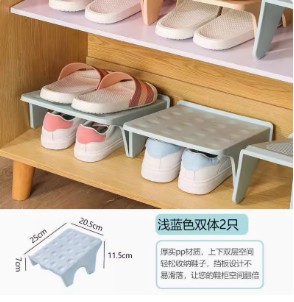 浅蓝色双体2只
20.5cm
25cm
11.5cm
7cm
厚实pp材质，上下双层空间
轻松收纳鞋子，挡板设计不
易滑落，让您的鞋柜空间翻倍